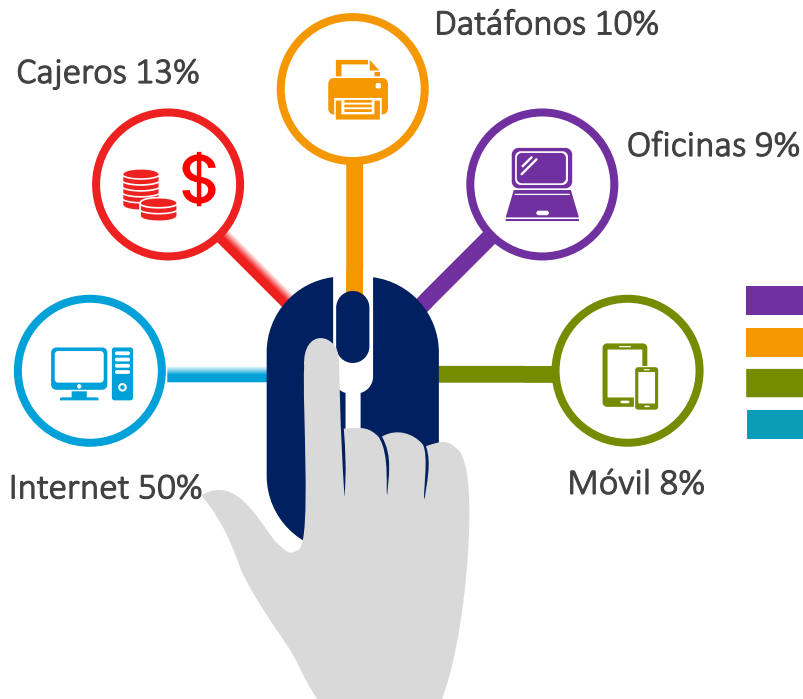 Datáfonos 10%
Cajeros 13%
Oficinas 9%
$
Internet 50%
Móvil 8%